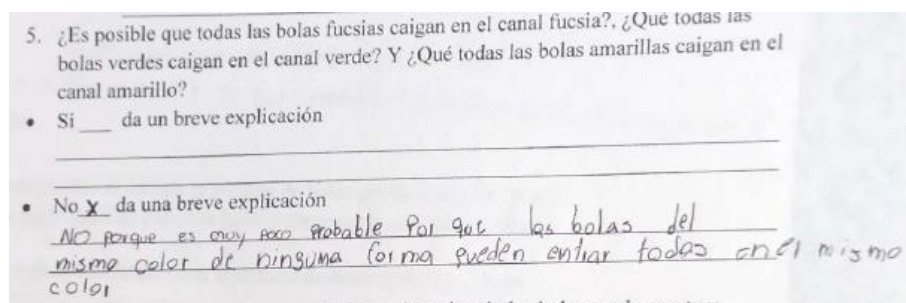 5. ¿Es posible que todas las bolas fucsias caigan en el canal fucsia?, ¿Que todas las
bolas verdes caigan en el canal verde? Y ¿Qué todas las bolas amarillas caigan en el
canal amarillo?
• Si ____ da un breve explicación
• No X da una breve explicación
NO porque es muy poco probable Por que las bolas del
mismo color de ninguna forma pueden entrar todas en el mismo
color